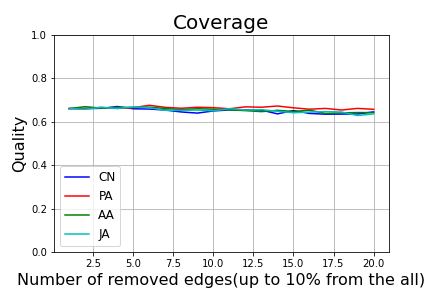 Coverage
1.0
0.8
0.6
0.4
0.2
0.0
Quality
CN
PA
AA
JA
2.5 5.0 7.5 10.0 12.5 15.0 17.5 20.0
Number of removed edges(up to 10% from the all)